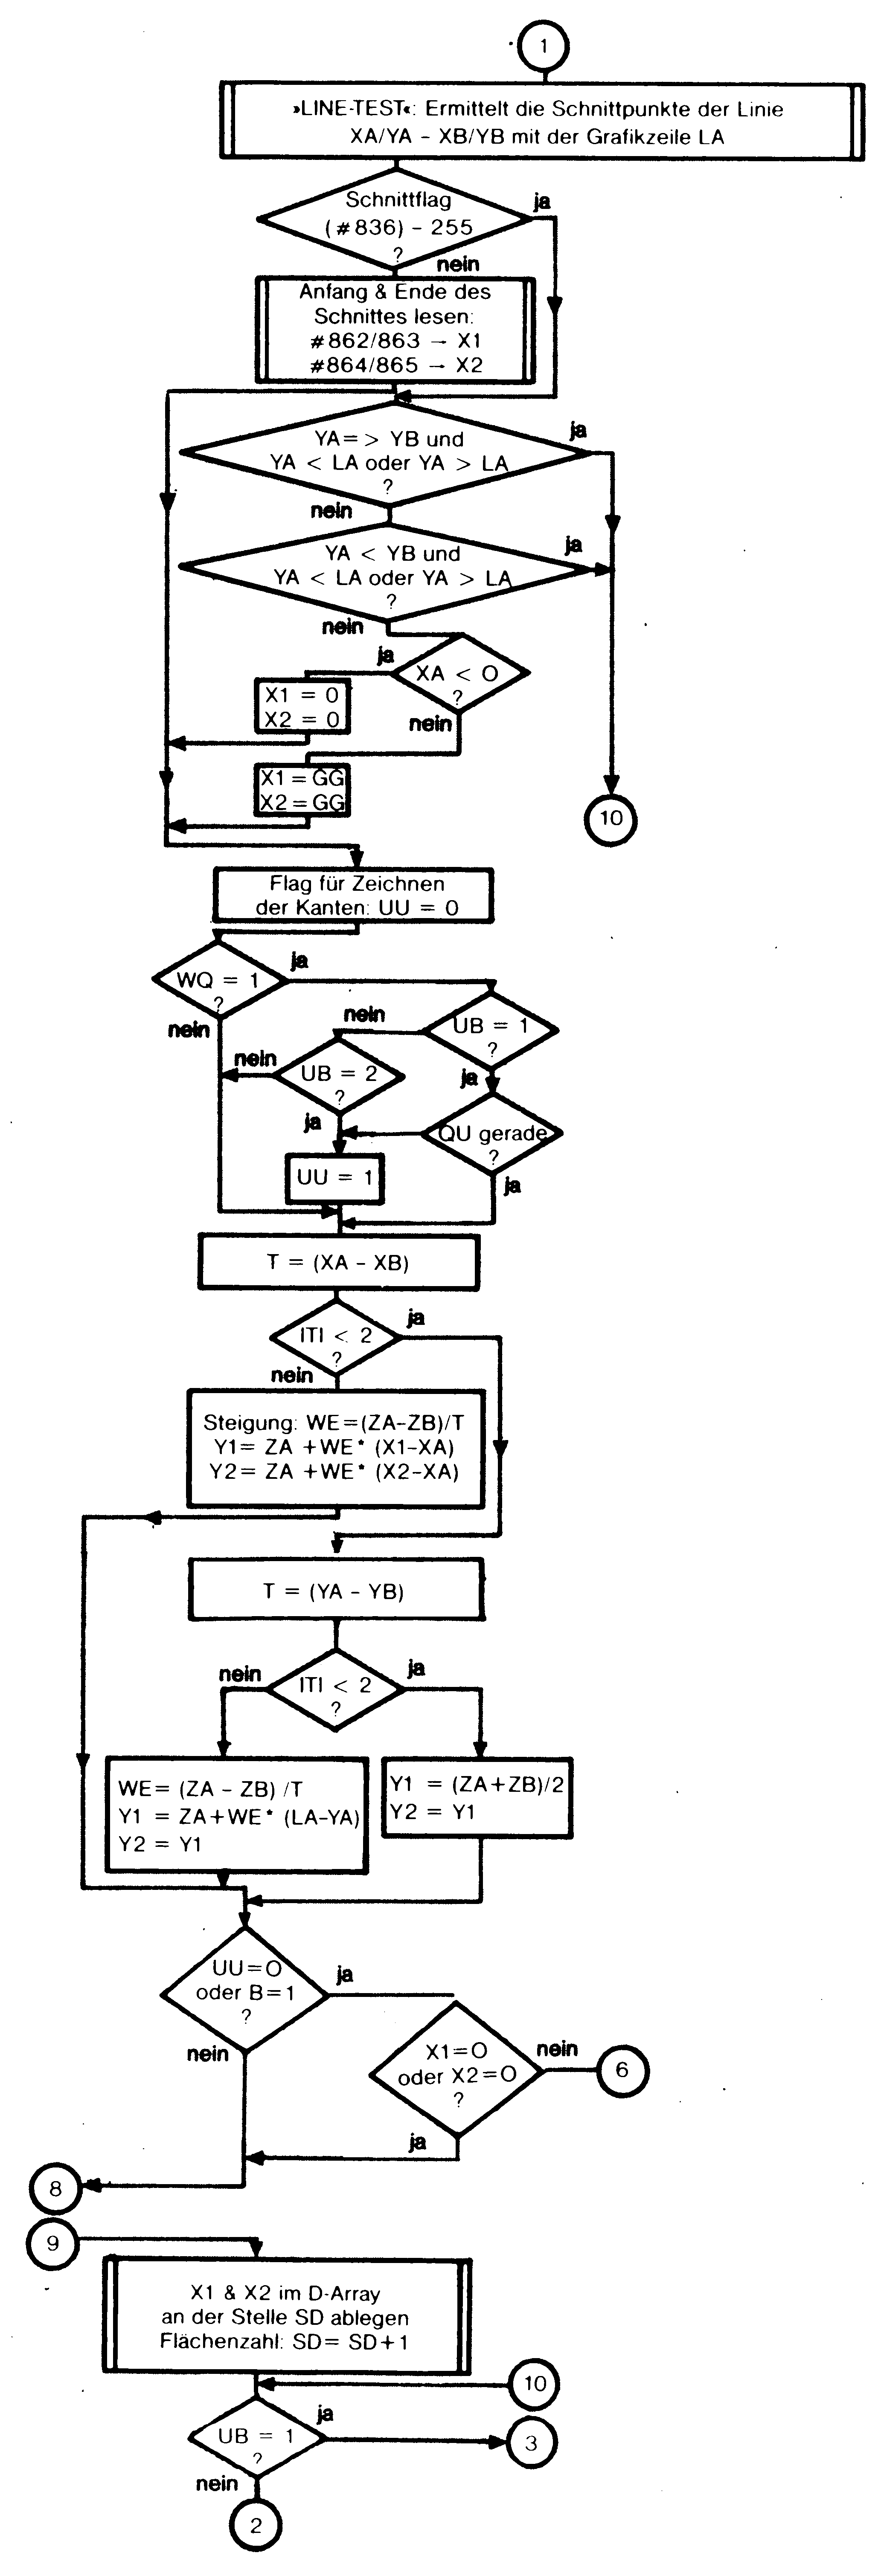 1
»LINE-TEST«: Ermittelt die Schnittpunkte der Linie
XA/YA - XB/YB mit der Grafikzeile LA
Schnittflag
(#836) - 255
?
ja
nein
Anfang & Ende des
Schnittes lesen:
#862/863 - X1
#864/865 - X2
YA= > YB und
YA < LA oder YA > LA
?
ja
nein
YA < YB und
YA < LA oder YA > LA
?
ja
nein
XA < O
?
ja
nein
X1 = 0
X2 = 0
X1 = GG
X2 = GG
10
Flag für Zeichnen
der Kanten: UU = 0
WQ = 1
?
ja
nein
UB = 1
?
nein
ja
UB = 2
?
nein
ja
QU gerade
?
ja
UU = 1
T = (XA - XB)
ITI < 2
?
ja
nein
Steigung: WE=(ZA-ZB)/T
Y1= ZA +WE* (X1-XA)
Y2= ZA +WE* (X2-XA)
T = (YA - YB)
ITI < 2
?
nein
ja
WE= (ZA - ZB) /T
Y1 = ZA+WE* (LA-YA)
Y2 = Y1
Y1 = (ZA+ZB)/2
Y2 = Y1
UU=O
oder B=1
?
ja
nein
X1=O
oder X2=O
?
nein
6
ja
8
9
X1 & X2 im D-Array
an der Stelle SD ablegen
Flächenzahl: SD= SD+1
10
UB = 1
?
ja
3
nein
2